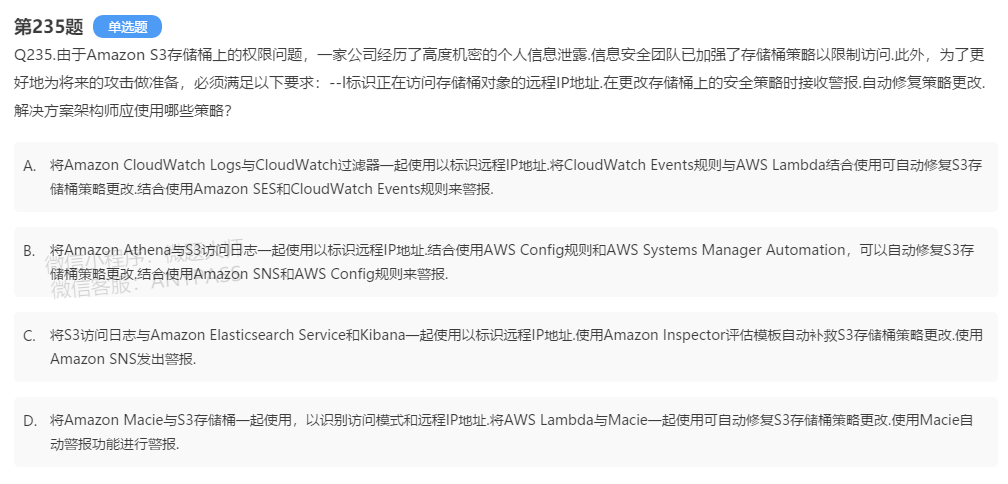 第235题 单选题
Q235.由于Amazon S3存储桶上的权限问题，一家公司经历了高度机密的个人信息泄露.信息安全团队已加强了存储桶策略以限制访问.此外，为了更
好地为将来的攻击做准备，必须满足以下要求：--I标识正在访问存储桶对象的远程IP地址.在更改存储桶上的安全策略时接收警报.自动修复策略更改.
解决方案架构师应使用哪些策略？
A. 将Amazon CloudWatch Logs与CloudWatch过滤器一起使用以标识远程IP地址.将CloudWatch Events规则与AWS Lambda结合使用可自动修复S3存
储桶策略更改.结合使用Amazon SES和CloudWatch Events规则来警报.
B. 将Amazon Athena与S3访问日志一起使用以标识远程IP地址.结合使用AWS Config规则和AWS Systems Manager Automation，可以自动修复S3存
储桶策略更改.结合使用Amazon SNS和AWS Config规则来警报.
微信小程序：
微信客服：ANYPASS
C. 将S3访问日志与Amazon Elasticsearch Service和Kibana一起使用以标识远程IP地址.使用Amazon Inspector评估模板自动补救S3存储桶策略更改.使用
Amazon SNS发出警报.
D. 将Amazon Macie与S3存储桶一起使用，以识别访问模式和远程IP地址.将AWS Lambda与Macie一起使用可自动修复S3存储桶策略更改.使用Macie自
动警报功能进行警报.